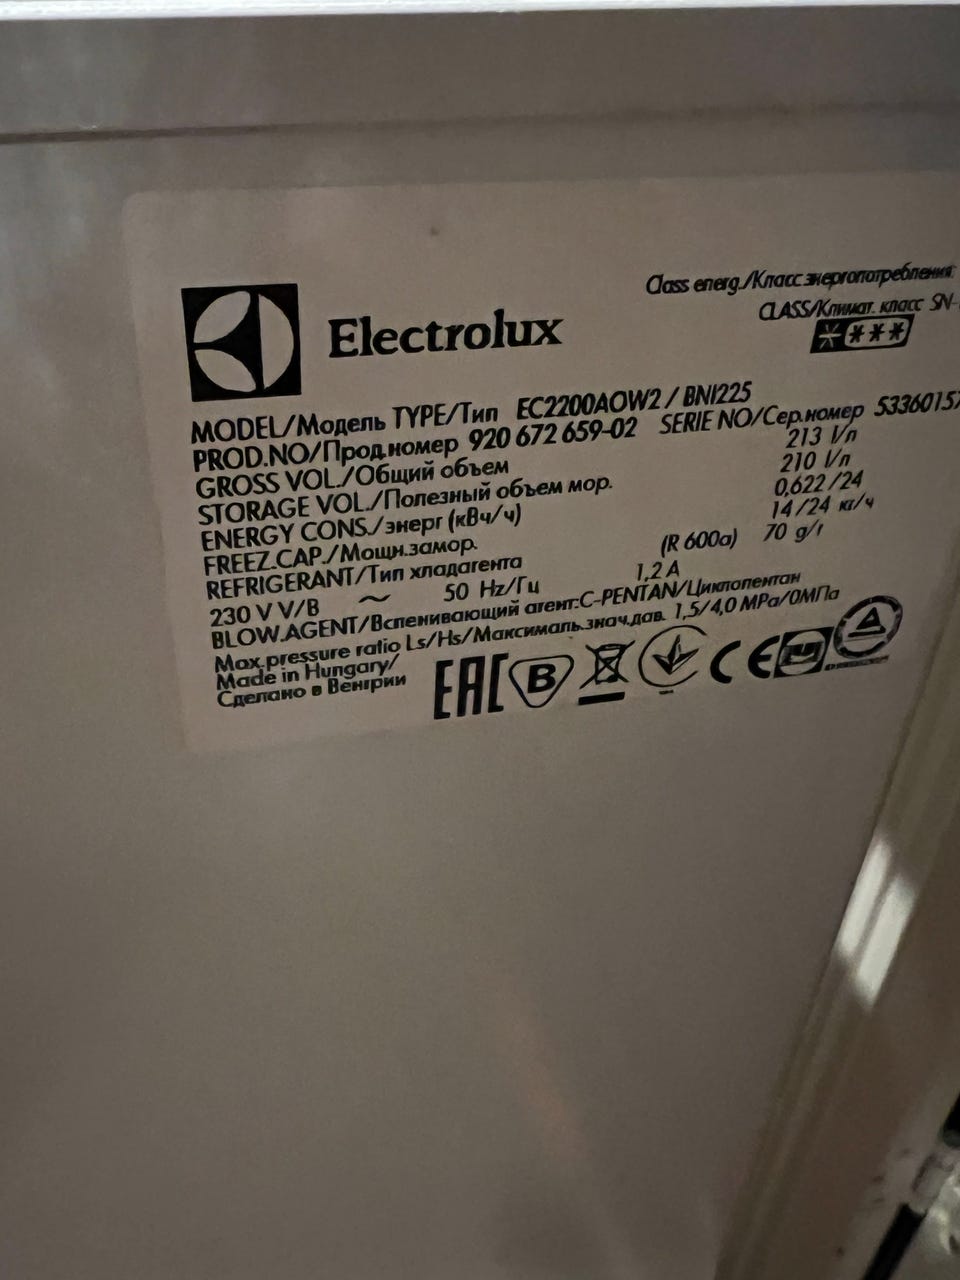 Class energ./Класс энергопотребления
CLASS/Климат. класс SN-
****
Electrolux
MODEL/Модель TYPE/Тип EC2200AOW2 / BNI225
PROD.NO/Прод.номер 920 672 659-02 SERIE NO/Сер.номер 5336015
GROSS VOL./Общий объем 213 l/л
STORAGE VOL./Полезный объем мор. 210 l/л
ENERGY CONS./энерг (кВч/ч) 0,622/24
FREEZ.CAP./Мощн.замор. 14/24 кг/ч
REFRIGERANT/Тип хладагента (R 600a) 70 g/г
230 V V/В ~ 50 Hz/Гц 1,2 A
BLOW.AGENT/Вспенивающий агент:C-PENTAN/Циклопентан
Max.pressure ratio Ls/Hs/Максималь.знач.дав. 1,5/4,0 MPa/0МПа
Made in Hungary/
Сделано в Венгрии
EAC B CE